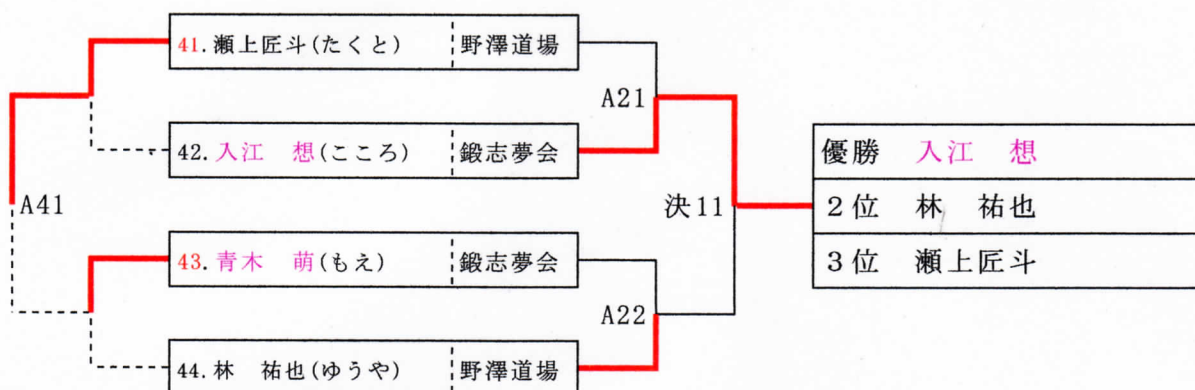 41.瀬上匠斗(たくと) 野澤道場
A21
42.入江 想(こころ) 鍛志夢会
優勝 入江 想
A41
決11
2位 林 祐也
43.青木 萌(もえ) 鍛志夢会
3位 瀬上匠斗
A22
44.林 祐也(ゆうや) 野澤道場